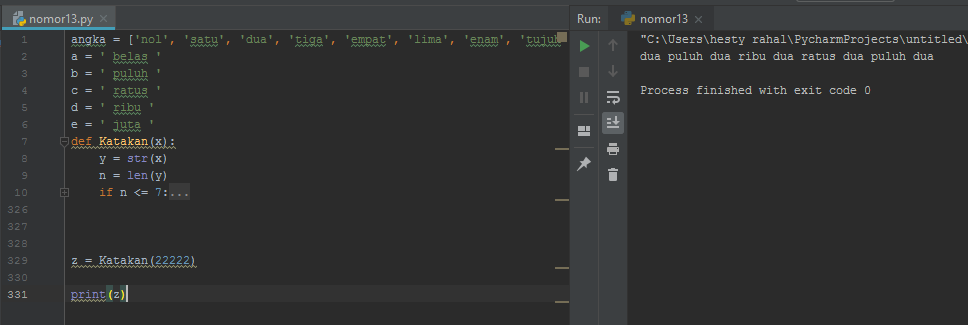 nomor13.py
1 angka = ['nol', 'satu', 'dua', 'tiga', 'empat', 'lima', 'enam', 'tujuh
2 a = ' belas '
3 b = ' puluh '
4 c = ' ratus '
5 d = ' ribu '
6 e = ' juta '
7 def Katakan(x):
8 y = str(x)
9 n = len(y)
10 if n <= 7:...
326
327
328
329 z = Katakan(22222)
330
331 print(z)
Run: nomor13
"C:\Users\hesty rahal\PycharmProjects\untitled\
dua puluh dua ribu dua ratus dua puluh dua
Process finished with exit code 0